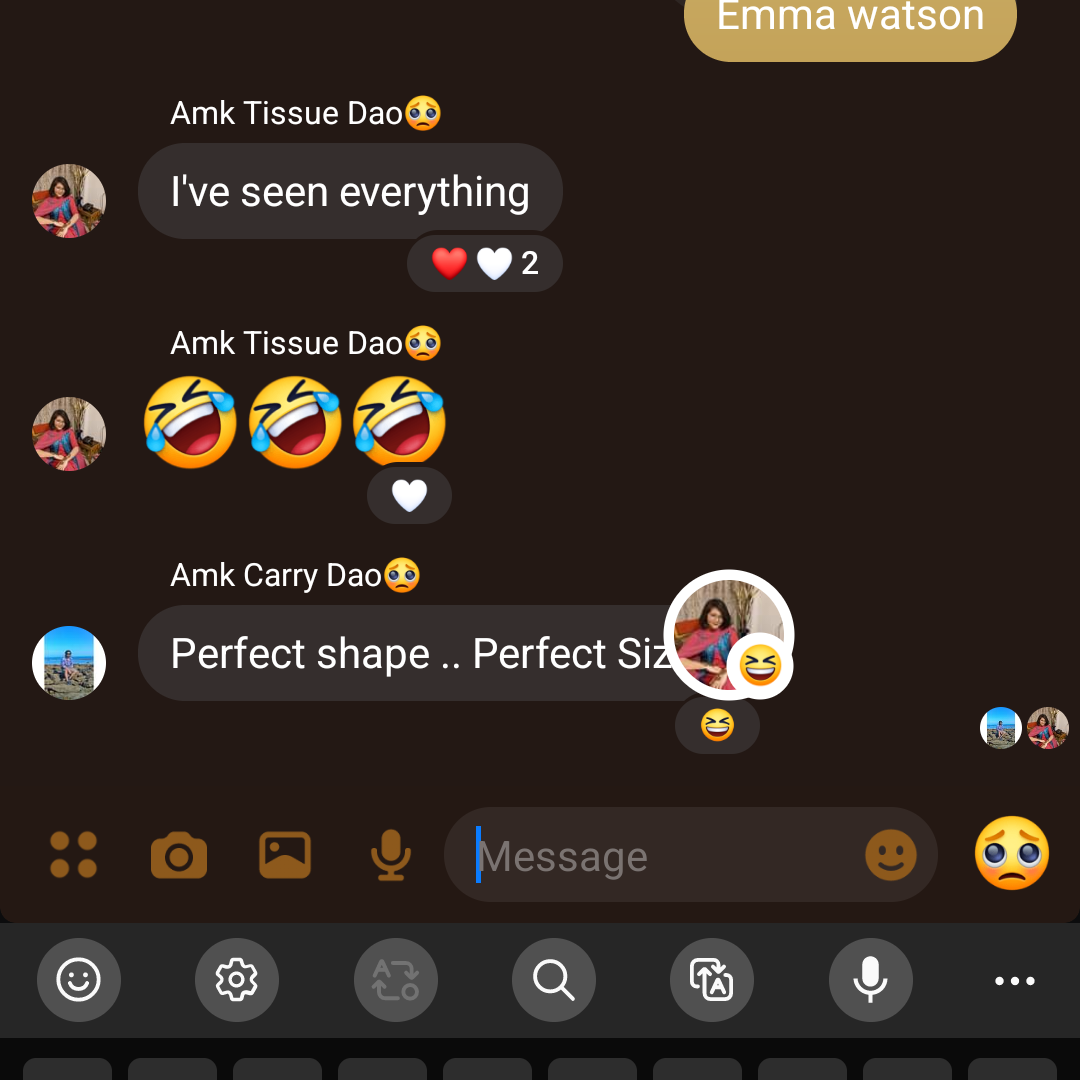 Emma watson
Amk Tissue Dao🥺
I've seen everything
❤️🤍 2
Amk Tissue Dao🥺
🤣🤣🤣
🤍
Amk Carry Dao🥺
Perfect shape .. Perfect Siz
😆
Message